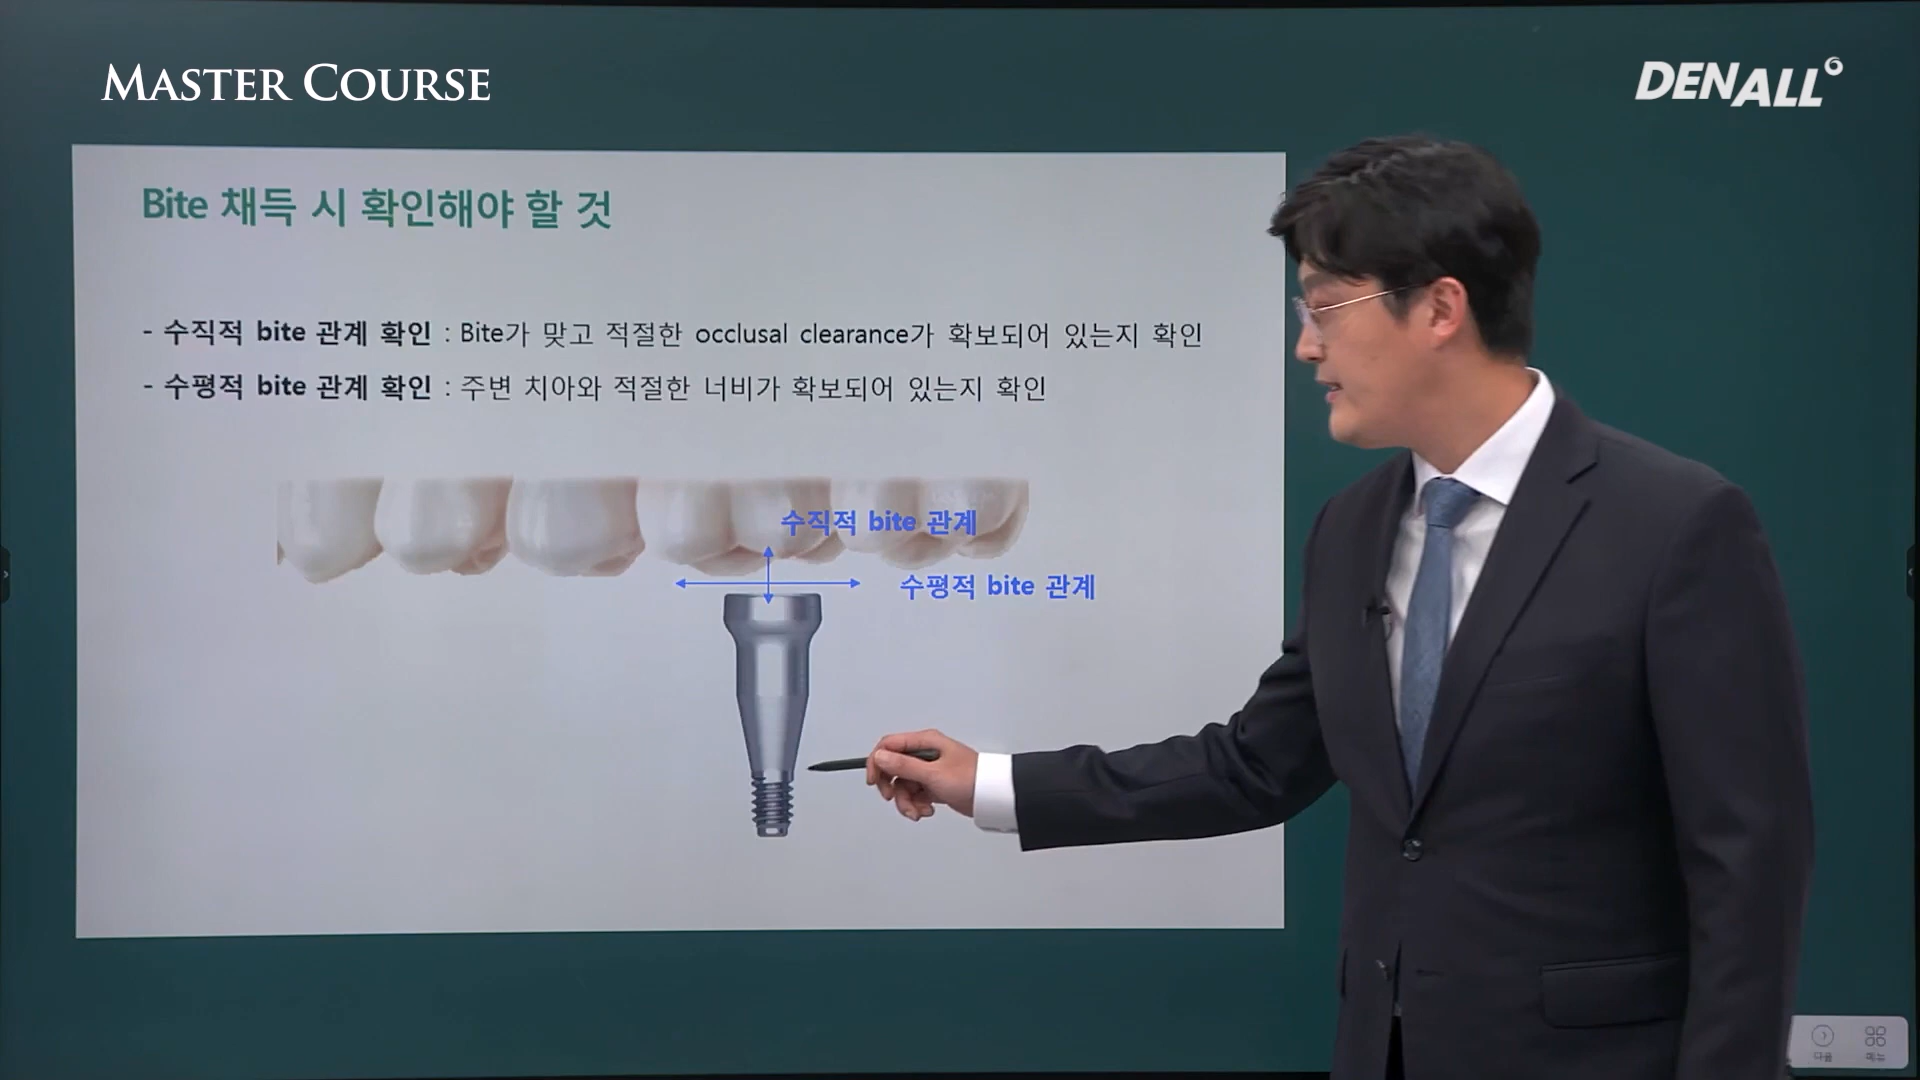 MASTER COURSE
DENALL
Bite 채득 시 확인해야 할 것
- 수직적 bite 관계 확인 : Bite가 맞고 적절한 occlusal clearance가 확보되어 있는지 확인
- 수평적 bite 관계 확인 : 주변 치아와 적절한 너비가 확보되어 있는지 확인
수직적 bite 관계
수평적 bite 관계
다음
메뉴